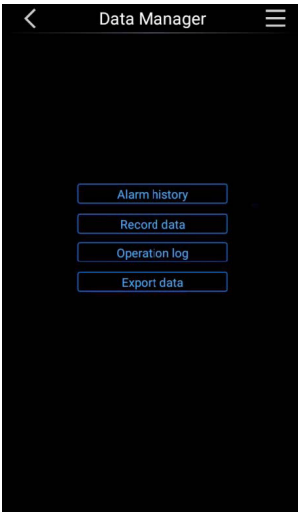 Data Manager
Alarm history
Record data
Operation log
Export data